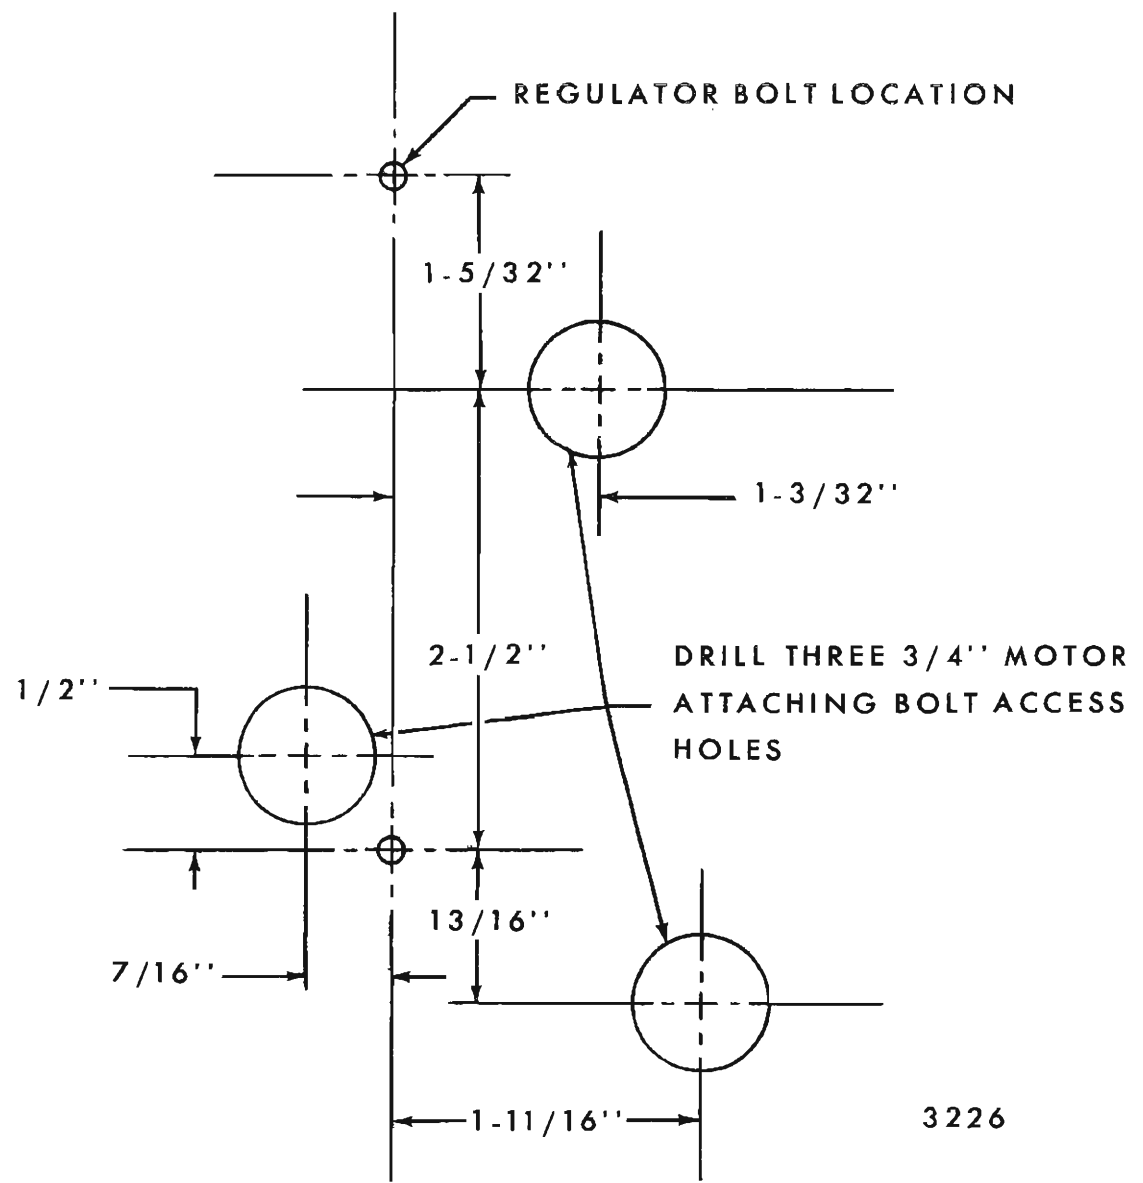 REGULATOR BOLT LOCATION
1-5/32''
1-3/32''
2-1/2''
DRILL THREE 3/4'' MOTOR
ATTACHING BOLT ACCESS
HOLES
1/2''
13/16''
7/16''
1-11/16''
3226